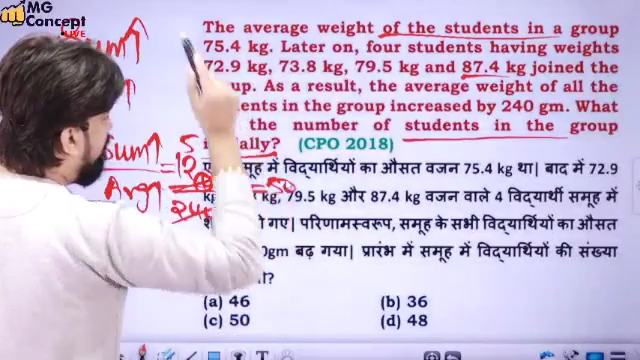 MG
Concept
LIVE
The average weight of the students in a group
75.4 kg. Later on, four students having weights
72.9 kg, 73.8 kg, 79.5 kg and 87.4 kg joined the
As a result, the average weight of all the
in the group increased by 240 gm. What
the number of students in the group
(CPO 2018)
में विद्यार्थियों का औसत वजन 75.4 kg था| बाद में 72.9
kg, 79.5 kg और 87.4 kg वजन वाले 4 विद्यार्थी समूह में
गए| परिणामस्वरूप, समूह के सभी विद्यार्थियों का औसत
बढ़ गया| प्रारंभ में समूह में विद्यार्थियों की संख्या
(a) 46
(b) 36
(c) 50
(d) 48
Sum↑
Sum↑
= 50